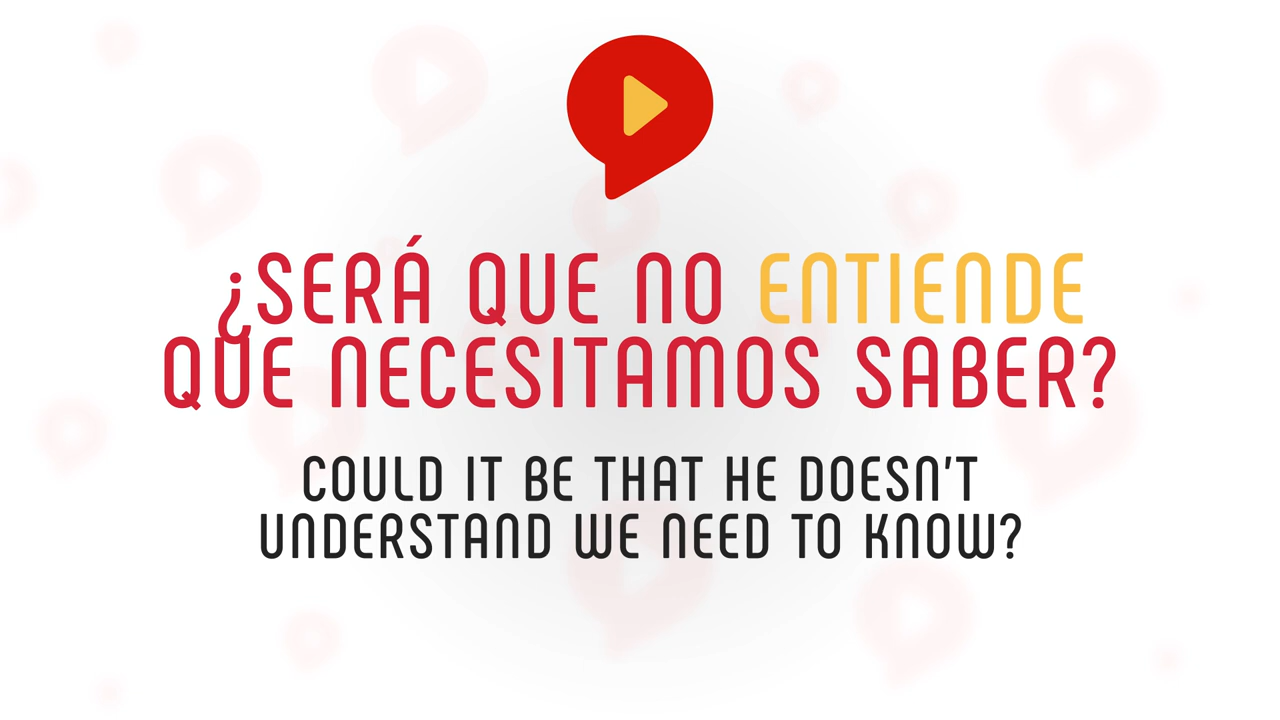 ¿SERÁ QUE NO ENTIENDE
QUE NECESITAMOS SABER?
COULD IT BE THAT HE DOESN'T
UNDERSTAND WE NEED TO KNOW?